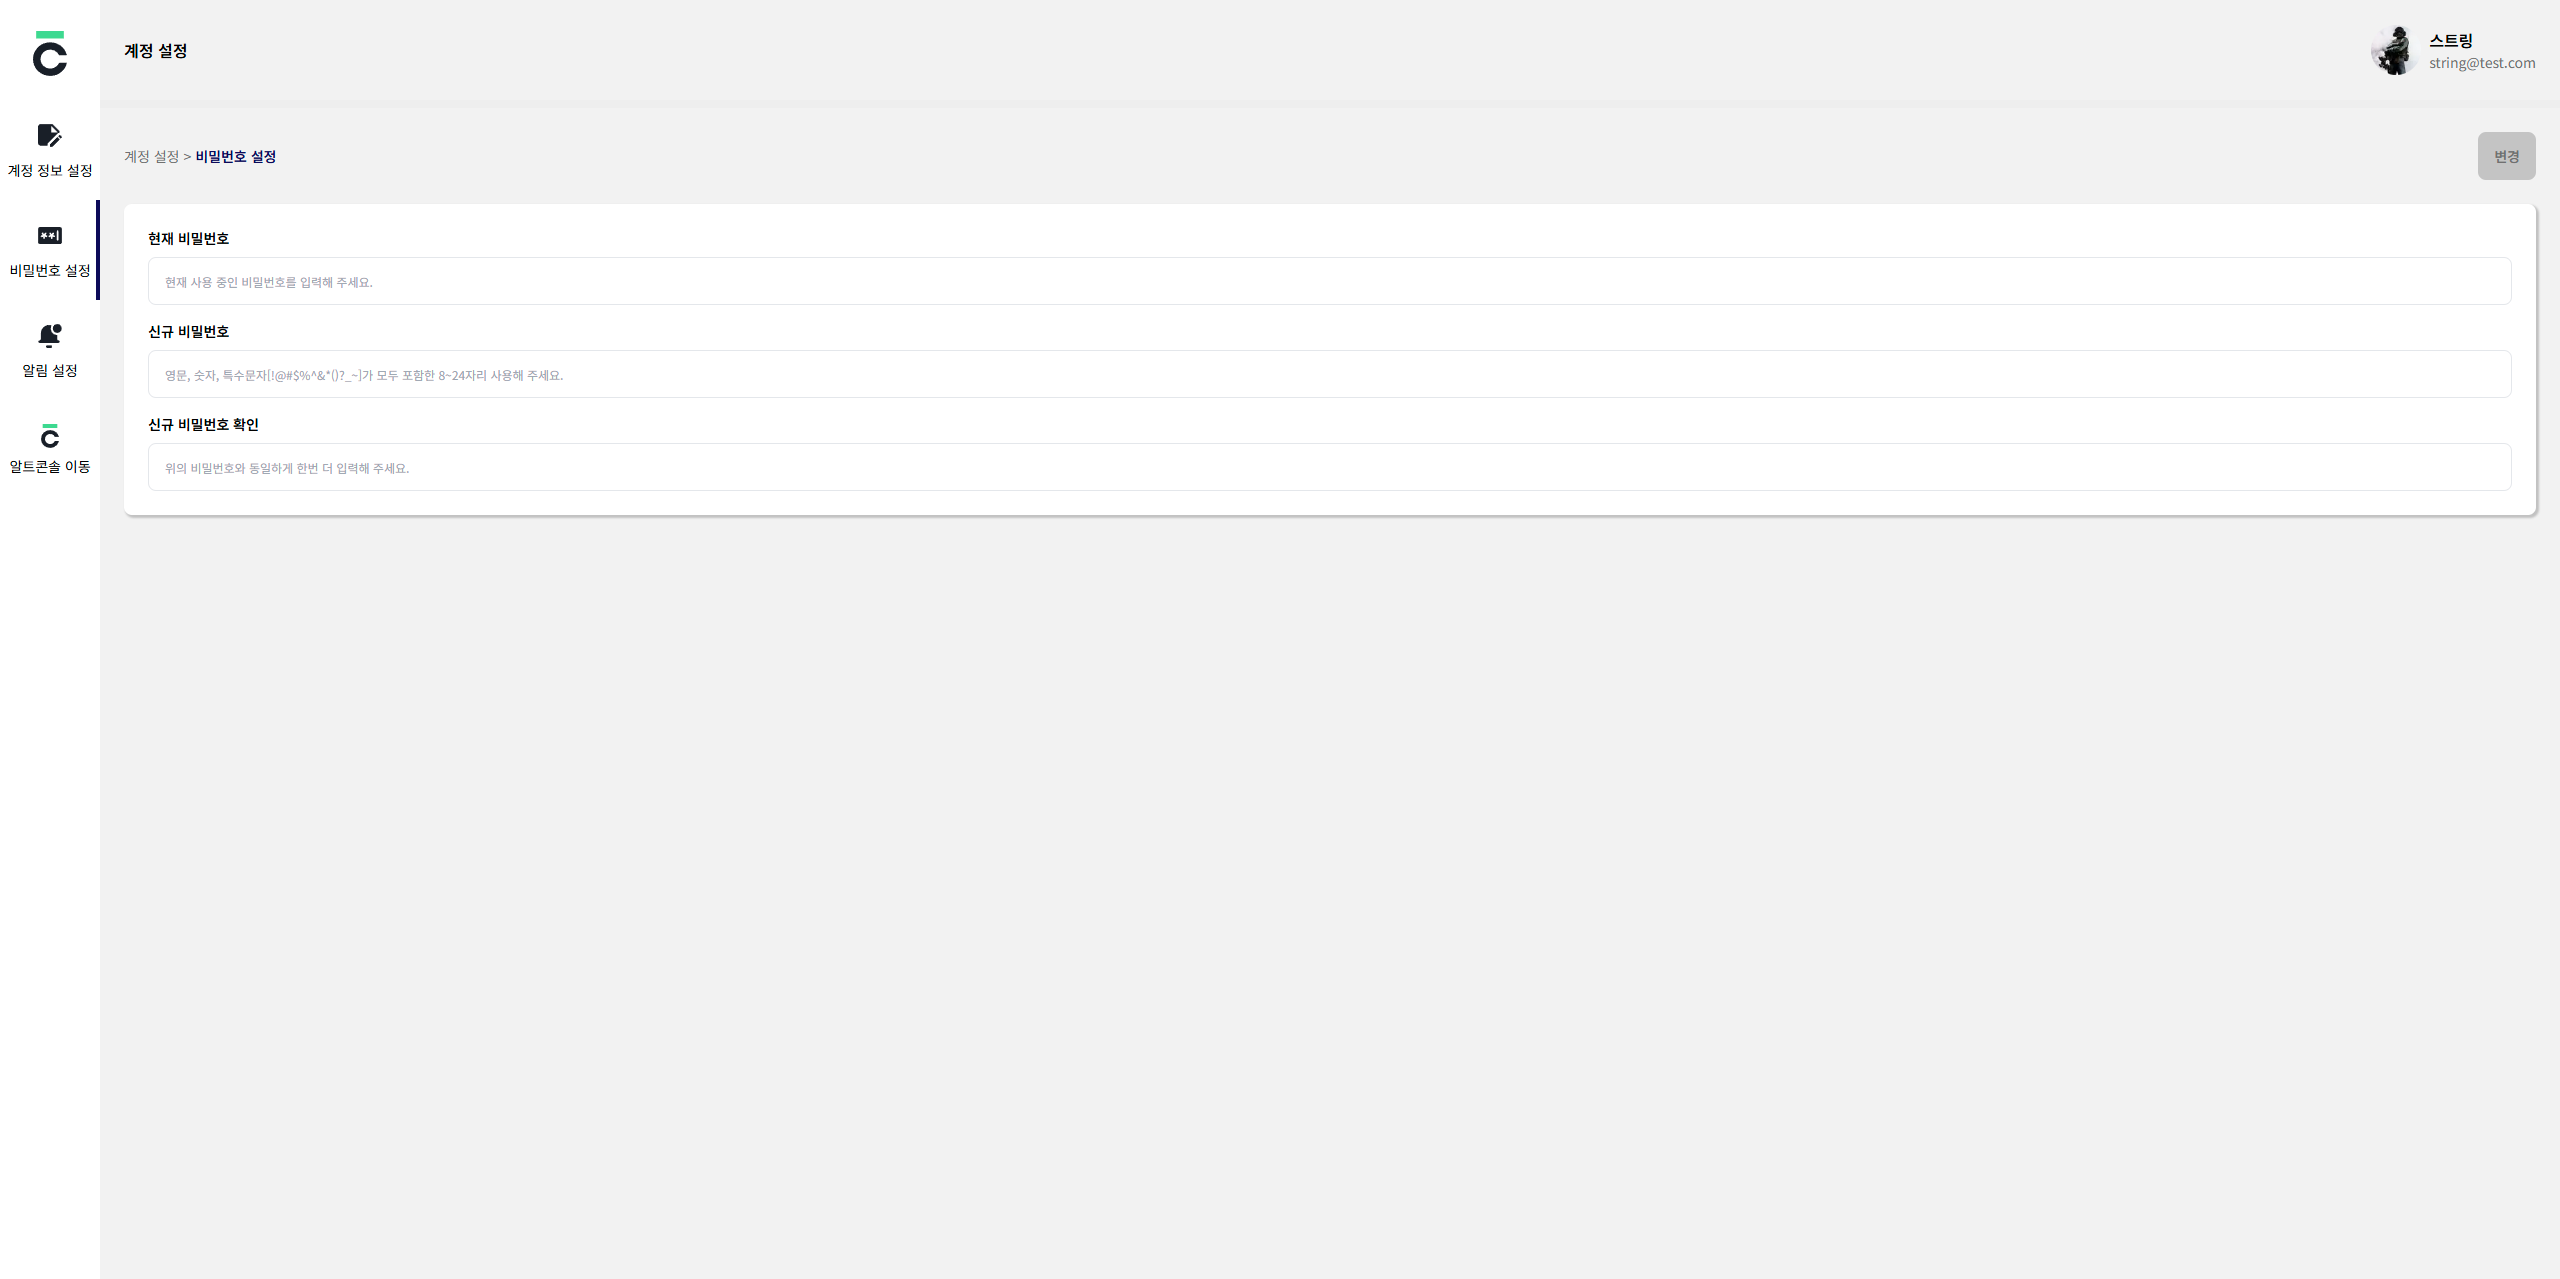 계정 설정
스트링
string@test.com
계정 정보 설정
비밀번호 설정
알림 설정
알트콘솔 이동
계정 설정 > 비밀번호 설정
변경
현재 비밀번호
현재 사용 중인 비밀번호를 입력해 주세요.
신규 비밀번호
영문, 숫자, 특수문자[!@#$%^&*()?_~]가 모두 포함한 8~24자리 사용해 주세요.
신규 비밀번호 확인
위의 비밀번호와 동일하게 한번 더 입력해 주세요.